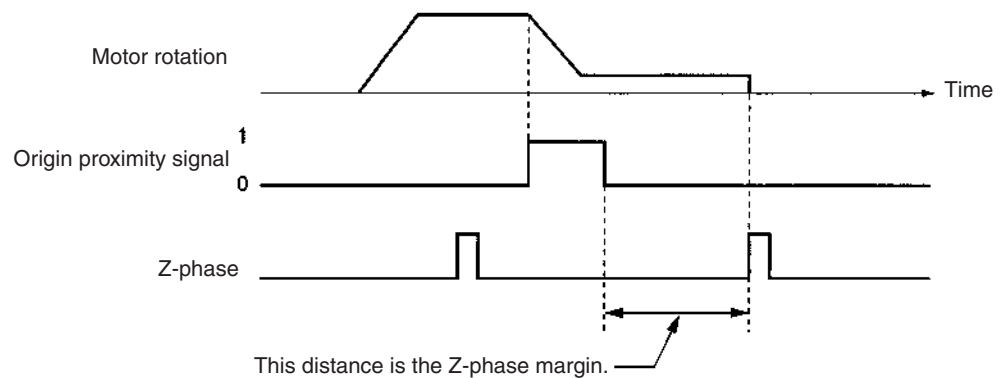 Motor rotation
Time
1
Origin proximity signal
0
Z-phase
This distance is the Z-phase margin.